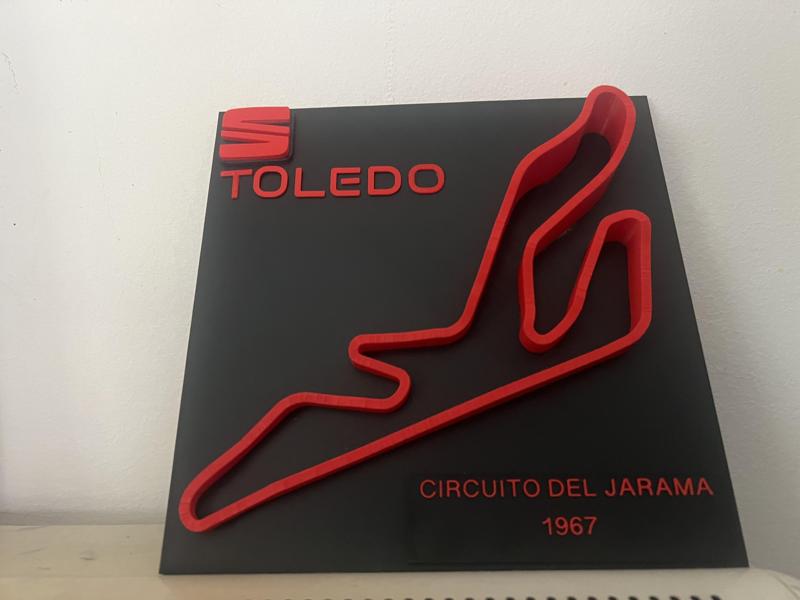 TOLEDO
CIRCUITO DEL JARAMA
1967